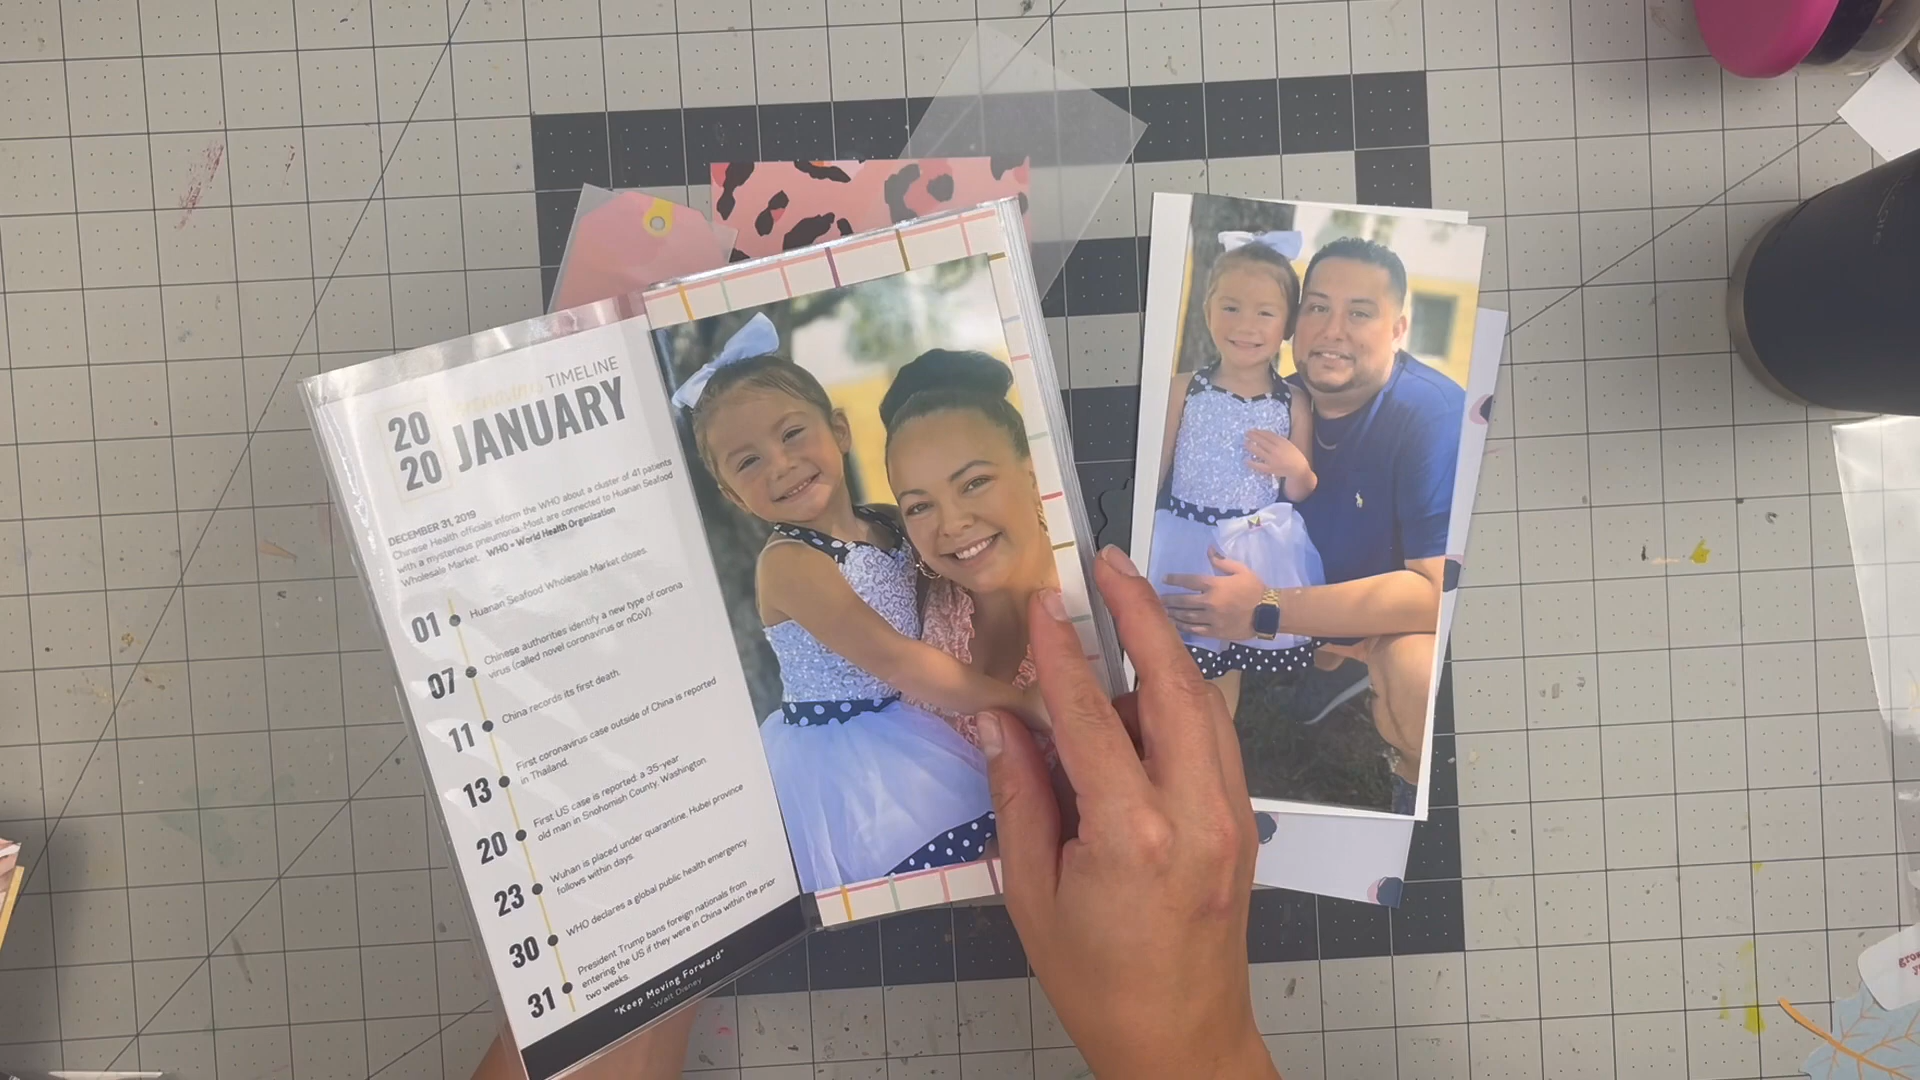 20
20
TIMELINE
JANUARY
DECEMBER 31, 2019
Chinese Health officials inform the WHO about a cluster of 41 patients
with a mysterious pneumonia. Most are connected to Huanan Seafood
Wholesale Market. WHO = World Health Organization
01 Huanan Seafood Wholesale Market closes.
07 Chinese authorities identify a new type of corona
virus (called novel coronavirus or nCoV).
11 China records its first death.
13 First coronavirus case outside of China is reported
in Thailand.
20 First US case is reported: a 35-year
old man in Snohomish County, Washington
23 Wuhan is placed under quarantine, Hubei province
follows within days.
30 WHO declares a global public health emergency
31 President Trump bans foreign nationals from
entering the US if they were in China within the prior
two weeks.
"Keep Moving Forward"
-Walt Disney